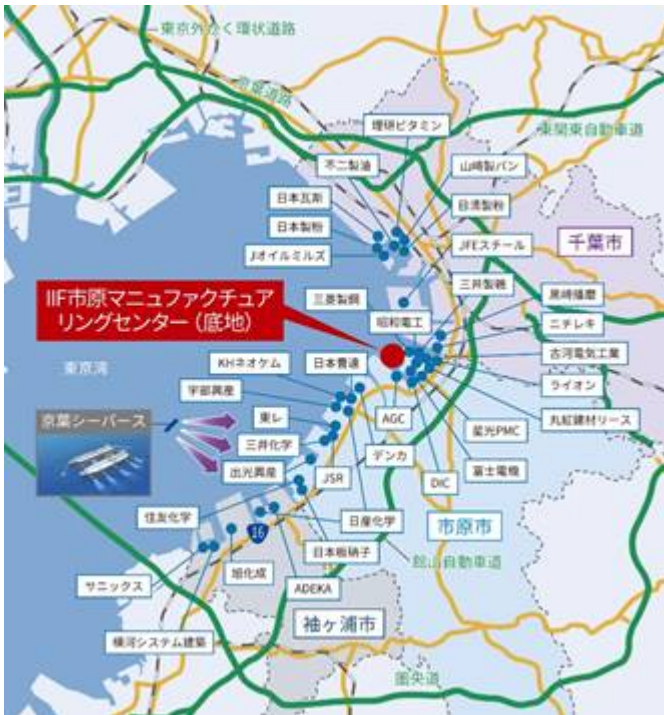 東京外かく環状道路
京葉道路
理研ビタミン
東関東自動車道
不二製油
山崎製パン
日本瓦斯
日清製粉
日本製粉
千葉市
Jオイルミルズ
JFEスチール
三井製糖
IIF市原マニュファクチュア
リングセンター（底地）
三菱製鋼
黒崎播磨
昭和電工
ニチレキ
東京湾
KHネオケム
日本曹達
古河電気工業
宇部興産
ライオン
京葉シーバース
東レ
AGC
星光PMC
丸紅建材リース
三井化学
デンカ
出光興産
JSR
DIC
富士電機
住友化学
日産化学
市原市
16
日本板硝子
館山自動車道
サニックス
旭化成
ADEKA
袖ヶ浦市
横河システム建築
圏央道